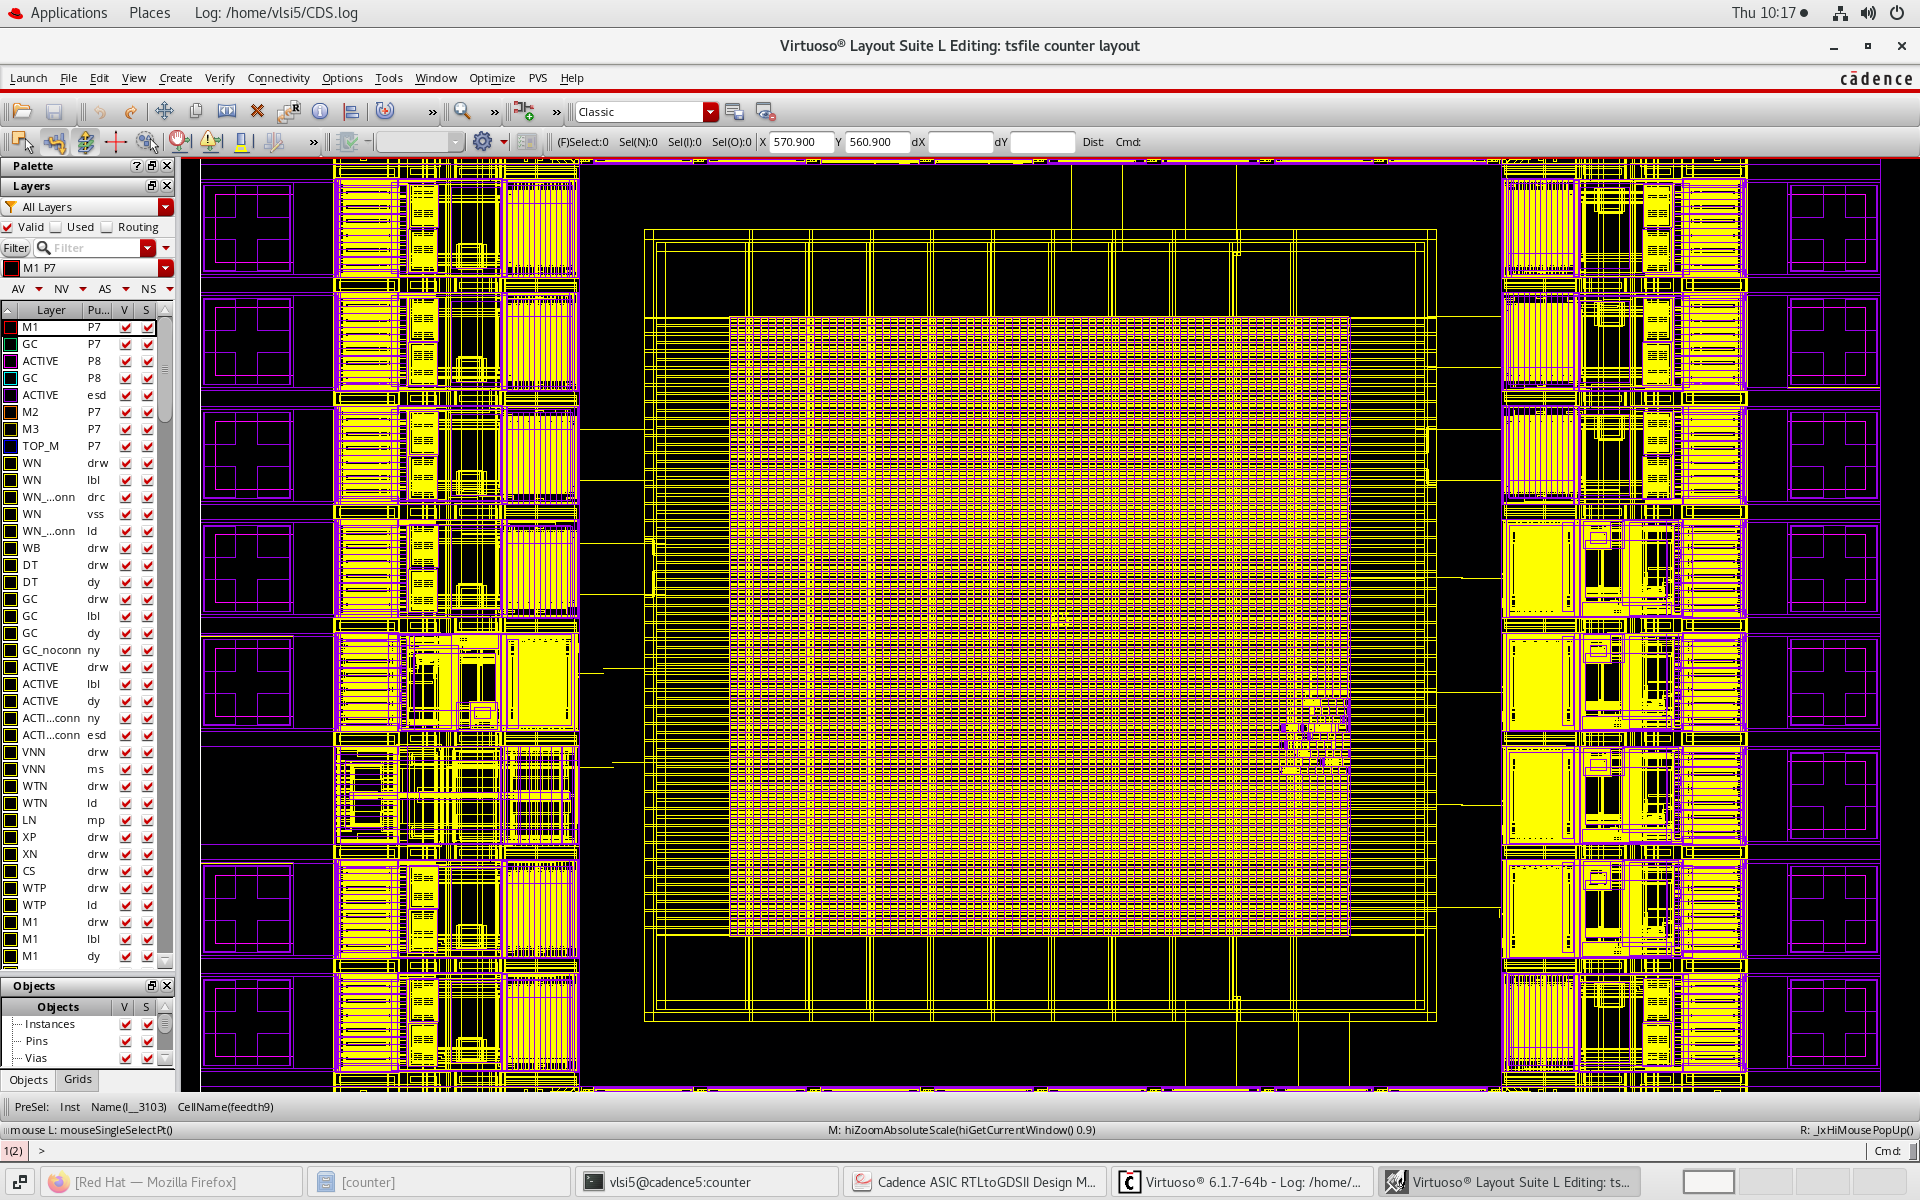 Applications Places Log: /home/vlsi5/CDS.log Thu 10:17
Virtuoso® Layout Suite L Editing: tsfile counter layout
Launch File Edit View Create Verify Connectivity Options Tools Window Optimize PVS Help cādence
» » » Classic
» (F)Select:0 Sel(N):0 Sel(I):0 Sel(O):0 X 570.900 Y 560.900 dX dY Dist: Cmd:
Palette
Layers
All Layers
Valid Used Routing
Filter Filter
M1 P7
AV NV AS NS
Layer Pu... V S
M1 P7
GC P7
ACTIVE P8
GC P8
ACTIVE esd
M2 P7
M3 P7
TOP_M P7
WN drw
WN lbl
WN_...onn drc
WN vss
WN_...onn ld
WB drw
DT drw
DT dy
GC drw
GC lbl
GC dy
GC_noconn ny
ACTIVE drw
ACTIVE lbl
ACTIVE dy
ACTI...conn ny
ACTI...conn esd
VNN drw
VNN ms
WTN drw
WTN ld
LN mp
XP drw
XN drw
CS drw
WTP drw
WTP ld
M1 drw
M1 lbl
M1 dy
Objects
Objects V S
Instances
Pins
Vias
Objects Grids
PreSel: Inst Name(I__3103) CellName(feedth9)
mouse L: mouseSingleSelectPt() M: hiZoomAbsoluteScale(hiGetCurrentWindow() 0.9) R: _lxHiMousePopUp()
1(2) > Cmd:
[Red Hat — Mozilla Firefox] [counter] vlsi5@cadence5:counter Cadence ASIC RTLtoGDSII Design M... Virtuoso® 6.1.7-64b - Log: /home/... Virtuoso® Layout Suite L Editing: ts...